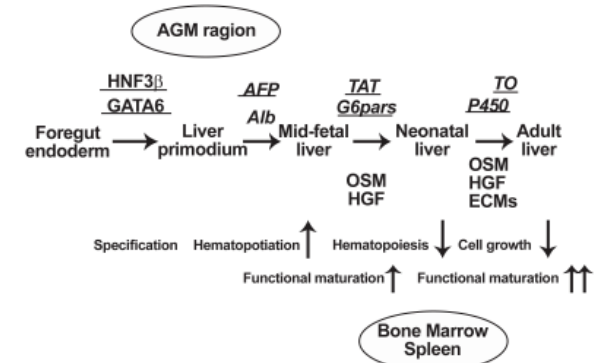 AGM ragion
HNF3β
GATA6
AFP
Alb
TAT
G6pars
TO
P450
Foregut
endoderm
Liver
primodium
Mid-fetal
liver
Neonatal
liver
Adult
liver
OSM
HGF
OSM
HGF
ECMs
Specification Hematopotiation Hematopoiesis Cell growth
Functional maturation Functional maturation
Bone Marrow
Spleen